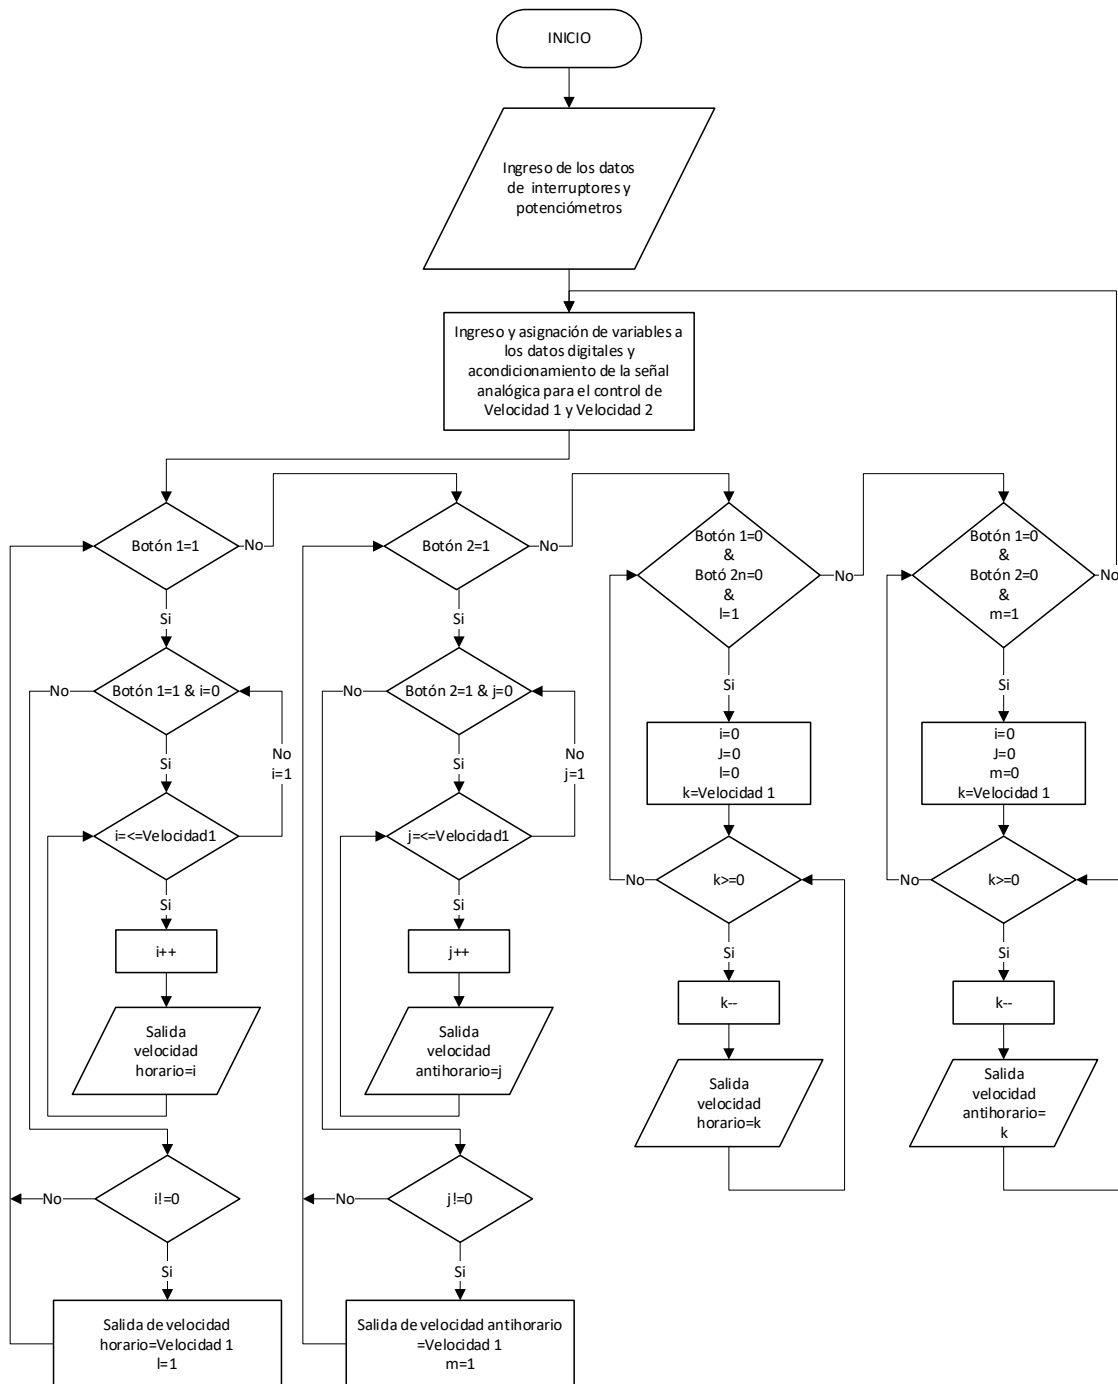 INICIO
Ingreso de los datos
de interruptores y
potenciómetros
Ingreso y asignación de variables a
los datos digitales y
acondicionamiento de la señal
analógica para el control de
Velocidad 1 y Velocidad 2
Botón 1=1
No
Si
Botón 1=1 & i=0
No
Si
No
i=1
i=<=Velocidad1
Si
i++
Salida
velocidad
horario=i
i!=0
No
Si
Salida de velocidad
horario=Velocidad 1
l=1
Botón 2=1
No
Si
Botón 2=1 & j=0
No
Si
No
j=1
j=<=Velocidad1
Si
j++
Salida
velocidad
antihorario=j
j!=0
No
Si
Salida de velocidad antihorario
=Velocidad 1
m=1
Botón 1=0
&
Botó 2n=0
&
l=1
No
Si
i=0
J=0
l=0
k=Velocidad 1
k>=0
No
Si
k--
Salida
velocidad
horario=k
Botón 1=0
&
Botón 2=0
&
m=1
No
Si
i=0
J=0
m=0
k=Velocidad 1
k>=0
No
Si
k--
Salida
velocidad
antihorario=
k